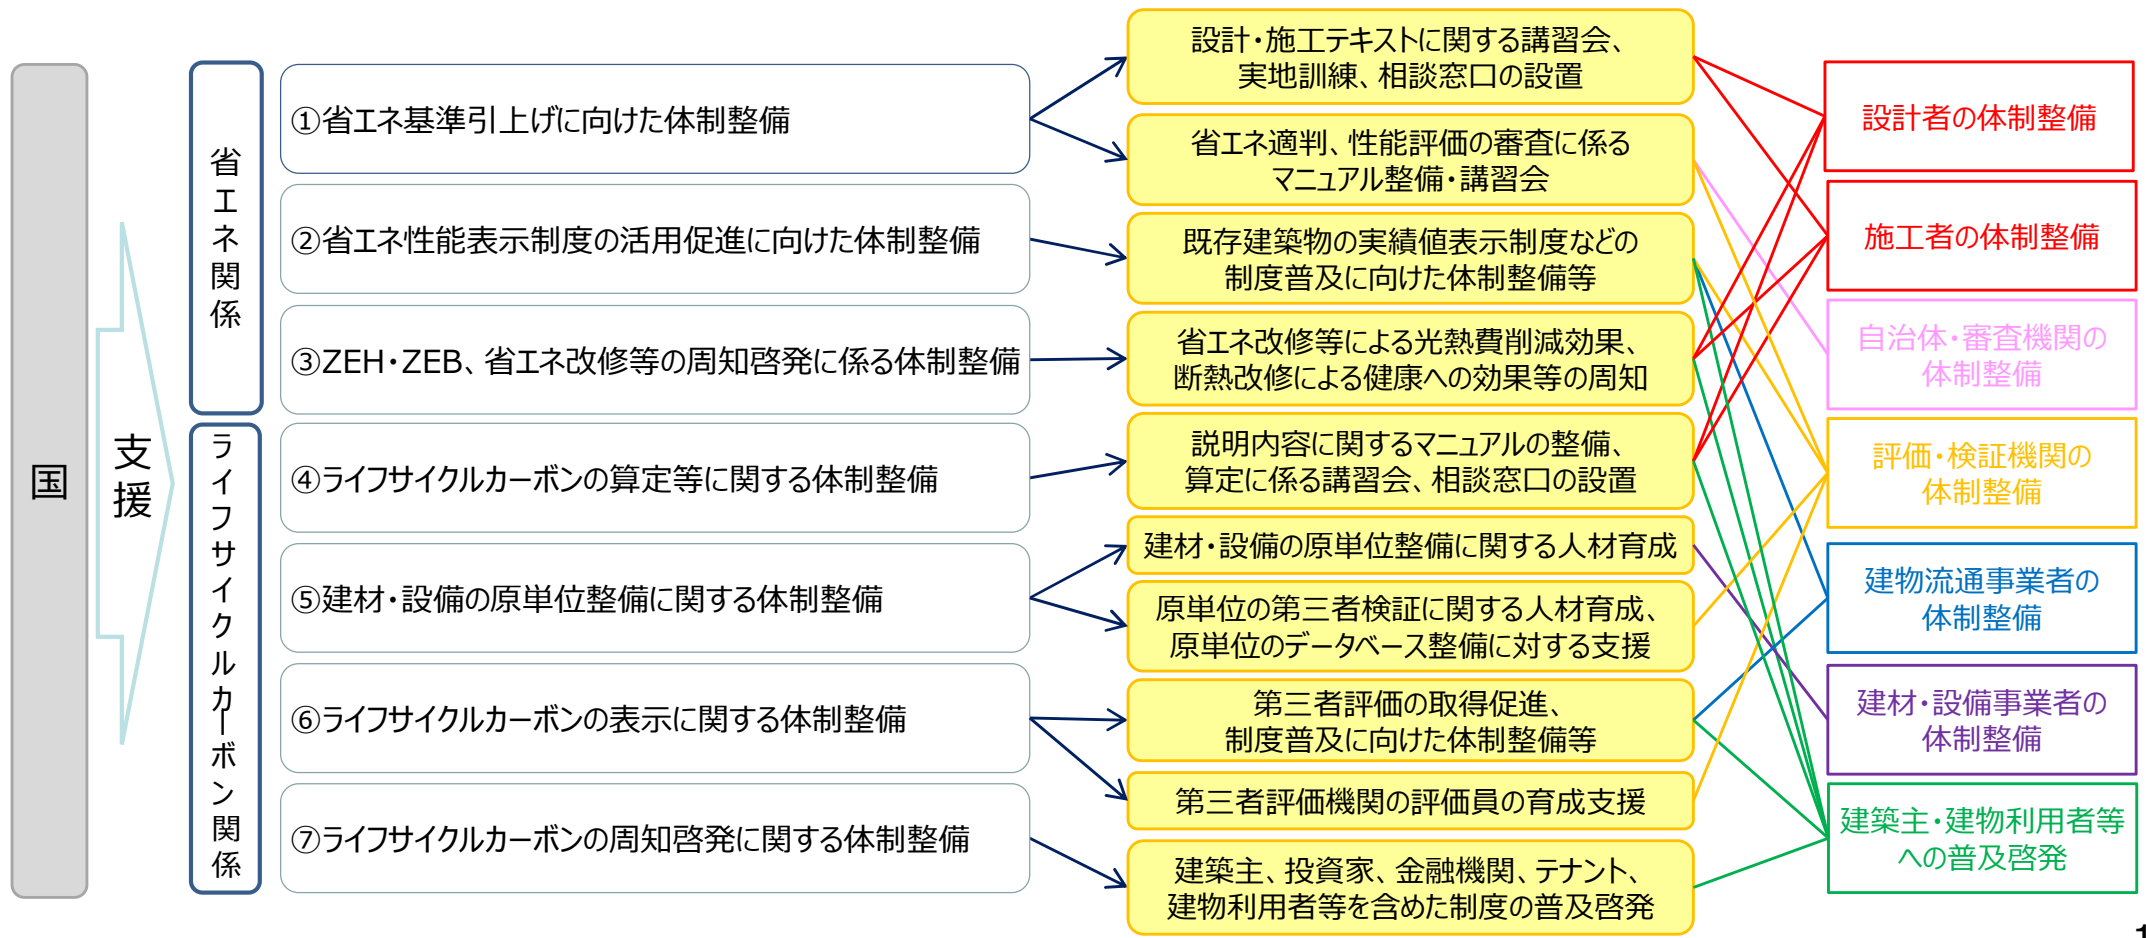 国
支援
省エネ関係
ライフサイクルカーボン関係
①省エネ基準引上げに向けた体制整備
②省エネ性能表示制度の活用促進に向けた体制整備
③ZEH・ZEB、省エネ改修等の周知啓発に係る体制整備
④ライフサイクルカーボンの算定等に関する体制整備
⑤建材・設備の原単位整備に関する体制整備
⑥ライフサイクルカーボンの表示に関する体制整備
⑦ライフサイクルカーボンの周知啓発に関する体制整備
設計・施工テキストに関する講習会、
実地訓練、相談窓口の設置
省エネ適判、性能評価の審査に係る
マニュアル整備・講習会
既存建築物の実績値表示制度などの
制度普及に向けた体制整備等
省エネ改修等による光熱費削減効果、
断熱改修による健康への効果等の周知
説明内容に関するマニュアルの整備、
算定に係る講習会、相談窓口の設置
建材・設備の原単位整備に関する人材育成
原単位の第三者検証に関する人材育成、
原単位のデータベース整備に対する支援
第三者評価の取得促進、
制度普及に向けた体制整備等
第三者評価機関の評価員の育成支援
建築主、投資家、金融機関、テナント、
建物利用者等を含めた制度の普及啓発
設計者の体制整備
施工者の体制整備
自治体・審査機関の
体制整備
評価・検証機関の
体制整備
建物流通事業者の
体制整備
建材・設備事業者の
体制整備
建築主・建物利用者等
への普及啓発